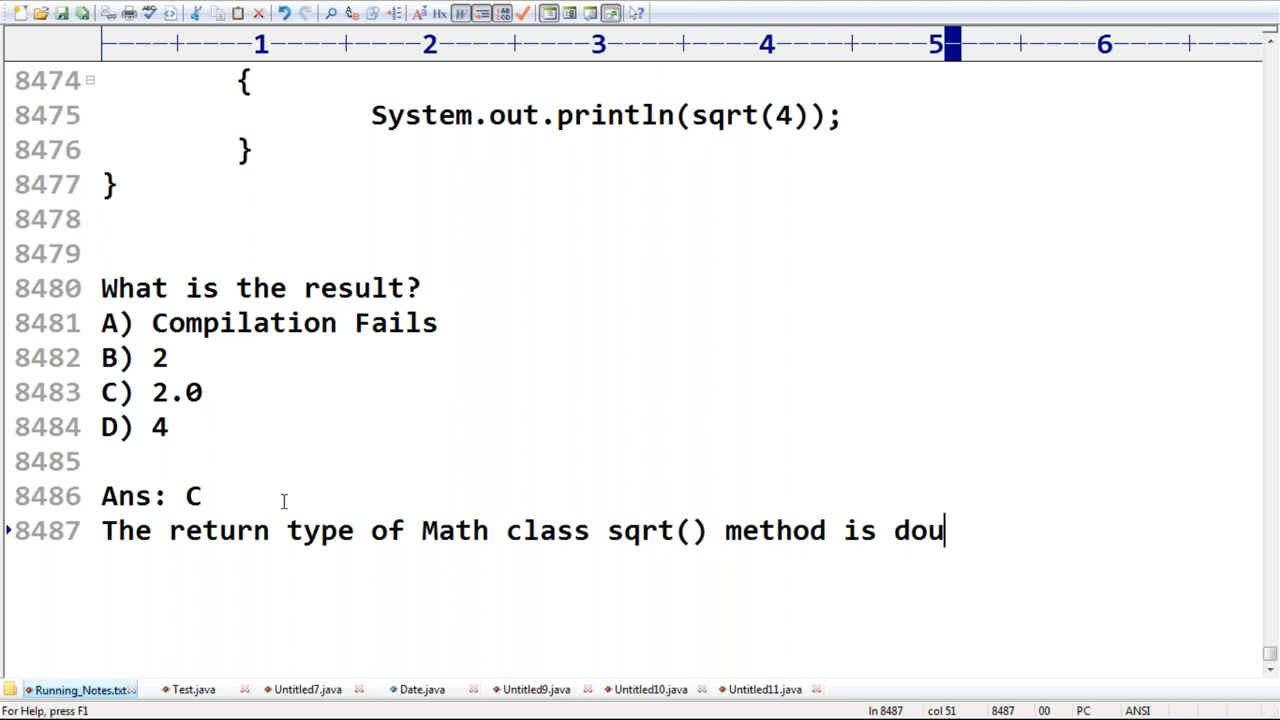 ----+----1----+----2----+----3----+----4----+----5----+----6----+----
8474 {
8475 System.out.println(sqrt(4));
8476 }
8477 }
8478
8479
8480 What is the result?
8481 A) Compilation Fails
8482 B) 2
8483 C) 2.0
8484 D) 4
8485
8486 Ans: C
8487 The return type of Math class sqrt() method is dou
Running_Notes.txt Test.java Untitled7.java Date.java Untitled9.java Untitled10.java Untitled11.java
For Help, press F1 ln 8487 col 51 8487 00 PC ANSI